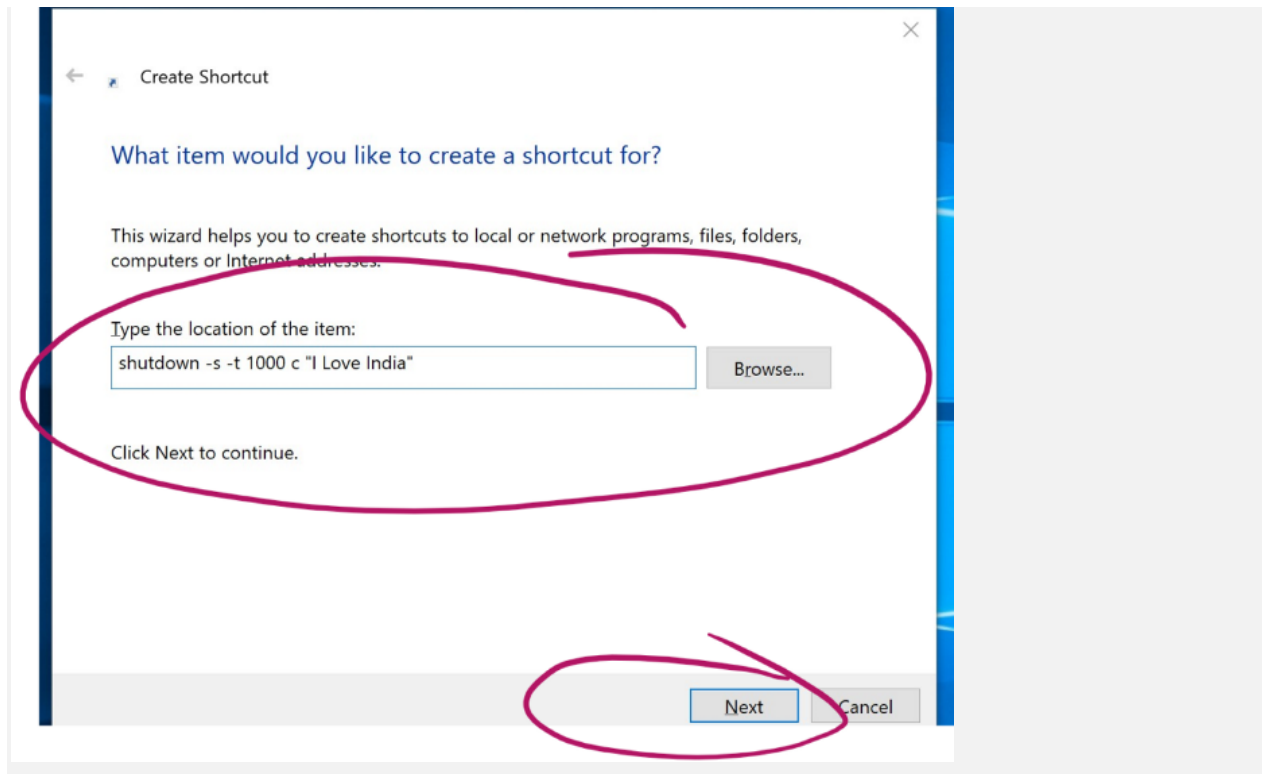 Create Shortcut
What item would you like to create a shortcut for?
This wizard helps you to create shortcuts to local or network programs, files, folders,
computers or Internet addresses.
Type the location of the item:
shutdown -s -t 1000 c "I Love India"
Browse...
Click Next to continue.
Next
Cancel